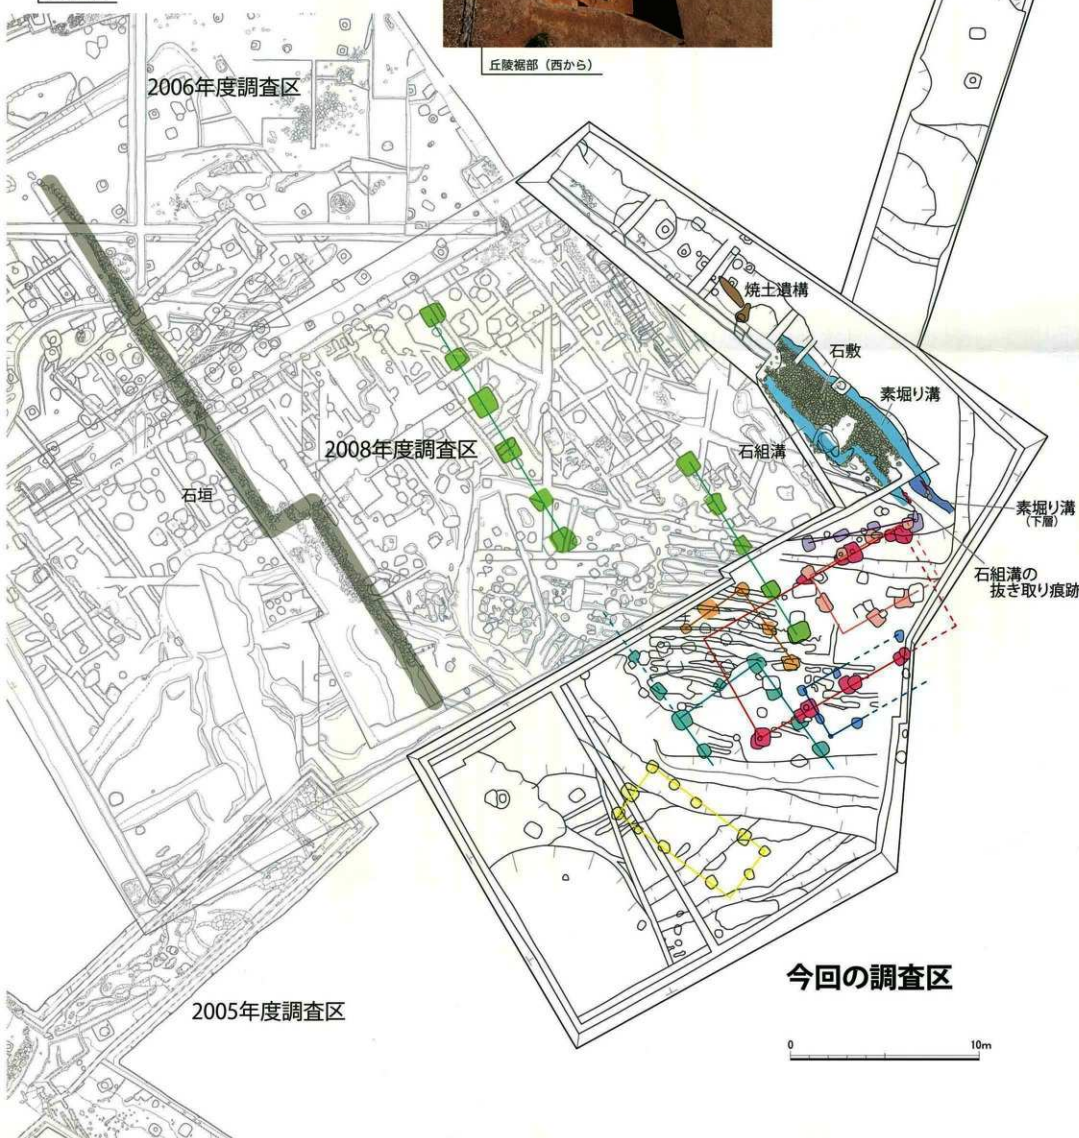 丘陵裾部（西から）
2006年度調査区
焼土遺構
石敷
素堀り溝
2008年度調査区
石組溝
石垣
素堀り溝
（下層）
石組溝の
抜き取り痕跡
今回の調査区
2005年度調査区
0 10m